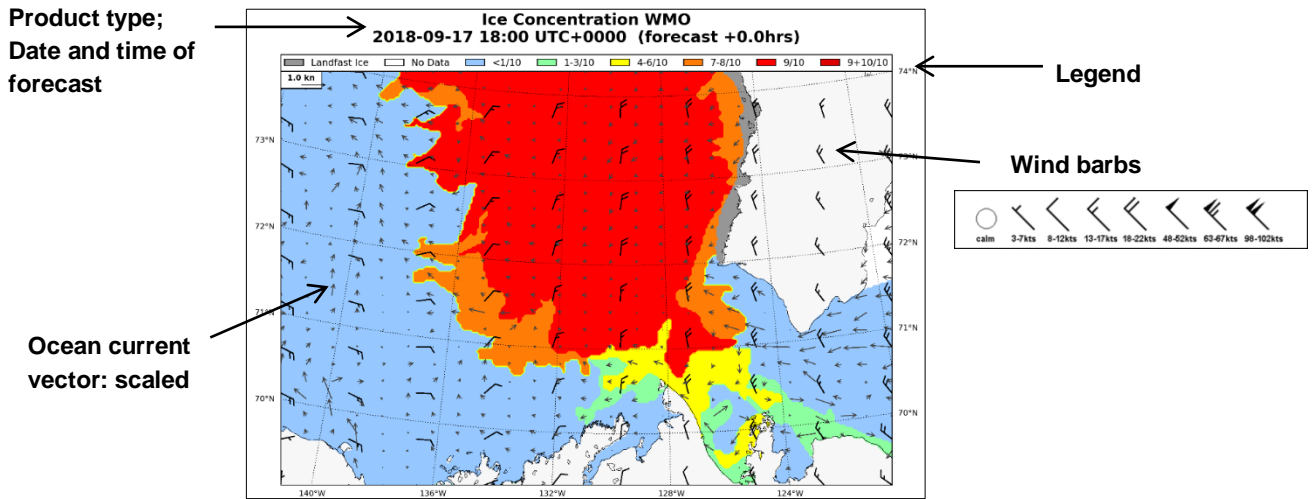 Product type;
Date and time of
forecast
Ice Concentration WMO
2018-09-17 18:00 UTC+0000 (forecast +0.0hrs)
Landfast Ice No Data <1/10 1-3/10 4-6/10 7-8/10 9/10 9+10/10
1.0 kn
74°N
Legend
73°N
73°N
Wind barbs
calm 3-7kts 8-12kts 13-17kts 18-22kts 48-52kts 63-67kts 98-102kts
72°N
72°N
71°N
71°N
Ocean current
vector: scaled
70°N
70°N
140°W 136°W 132°W 128°W 124°W